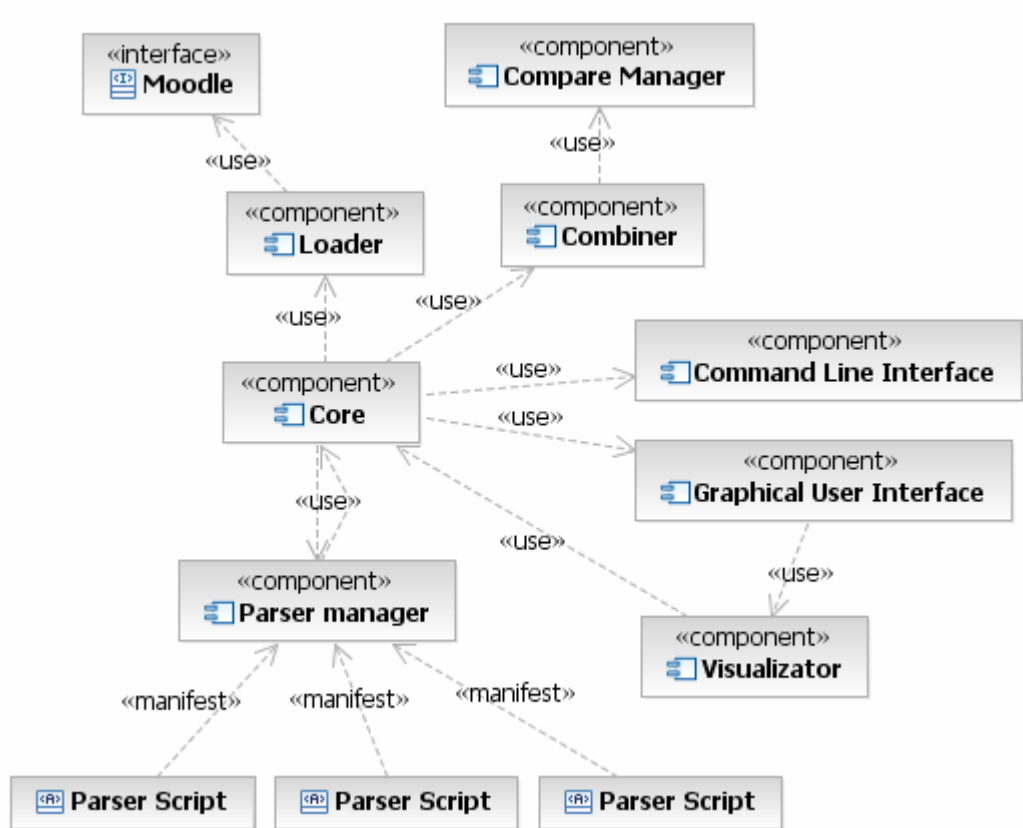 «interface»
Moodle
«component»
Compare Manager
«use»
«use»
«component»
Loader
«component»
Combiner
«use»
«use»
«component»
Command Line Interface
«component»
Core
«use»
«use»
«component»
Graphical User Interface
«use»
«use»
«use»
«component»
Parser manager
«component»
Visualizator
«manifest»
«manifest»
«manifest»
Parser Script
Parser Script
Parser Script